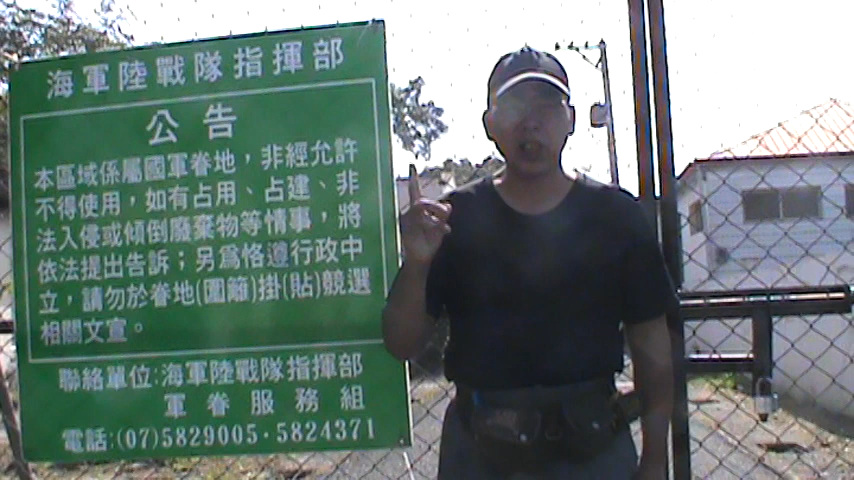 海軍陸戰隊指揮部
公告
本區域係屬國軍眷地，非經允許
不得使用，如有占用、占建、非
法入侵或傾倒廢棄物等情事，將
依法提出告訴；另為恪遵行政中
立，請勿於眷地(圍籬)掛(貼)競選
相關文宣。
聯絡單位:海軍陸戰隊指揮部
軍眷服務組
電話:(07)5829005·5824371